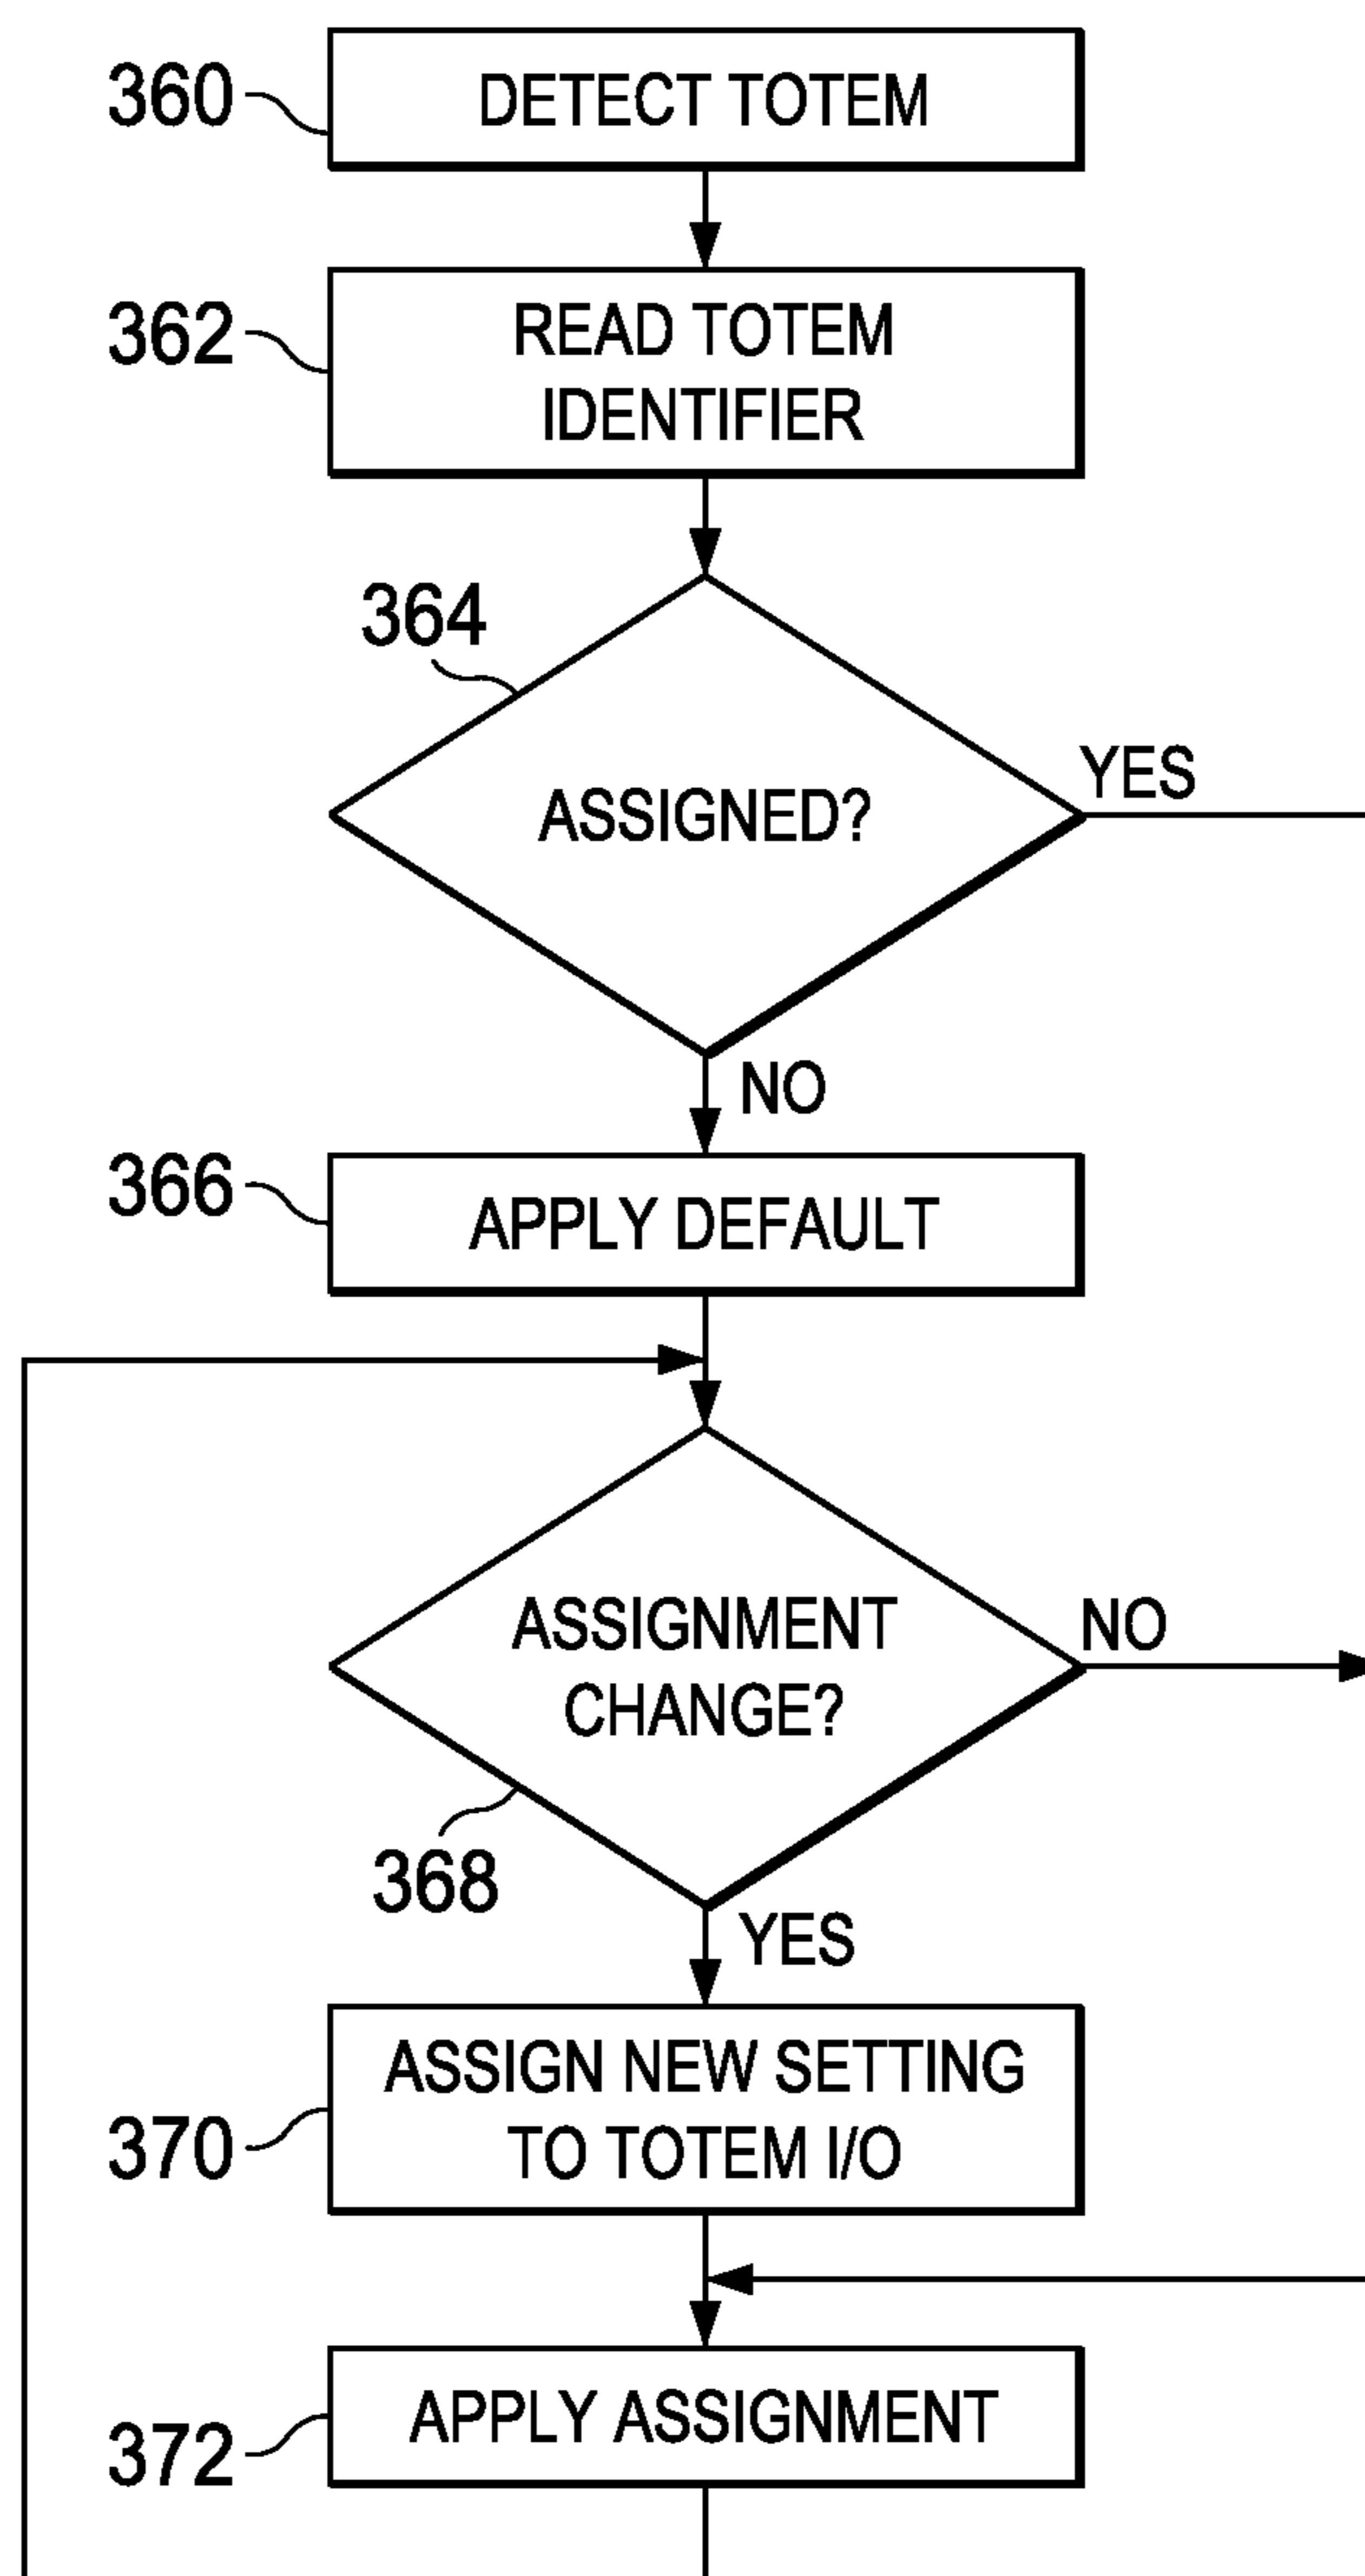 360
DETECT TOTEM
362
READ TOTEM
IDENTIFIER
364
ASSIGNED?
YES
NO
366
APPLY DEFAULT
ASSIGNMENT
CHANGE?
NO
368
YES
370
ASSIGN NEW SETTING
TO TOTEM I/O
372
APPLY ASSIGNMENT